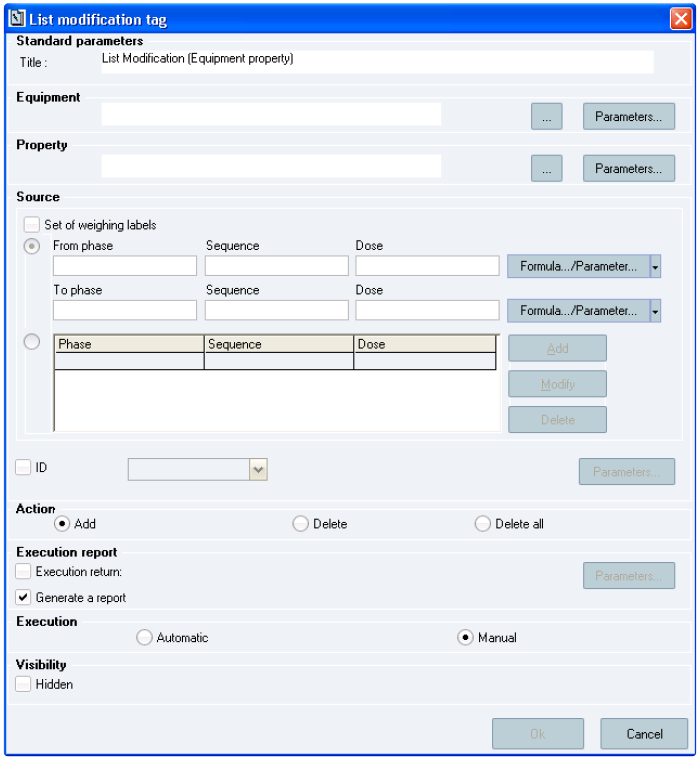 List modification tag
Standard parameters
Title :
List Modification (Equipment property)
Equipment
...
Parameters...
Property
...
Parameters...
Source
Set of weighing labels
From phase Sequence Dose
Formula.../Parameter...
To phase Sequence Dose
Formula.../Parameter...
Phase Sequence Dose
Add
Modify
Delete
ID
Parameters...
Action
Add Delete Delete all
Execution report
Execution return:
Parameters...
Generate a report
Execution
Automatic Manual
Visibility
Hidden
Ok Cancel